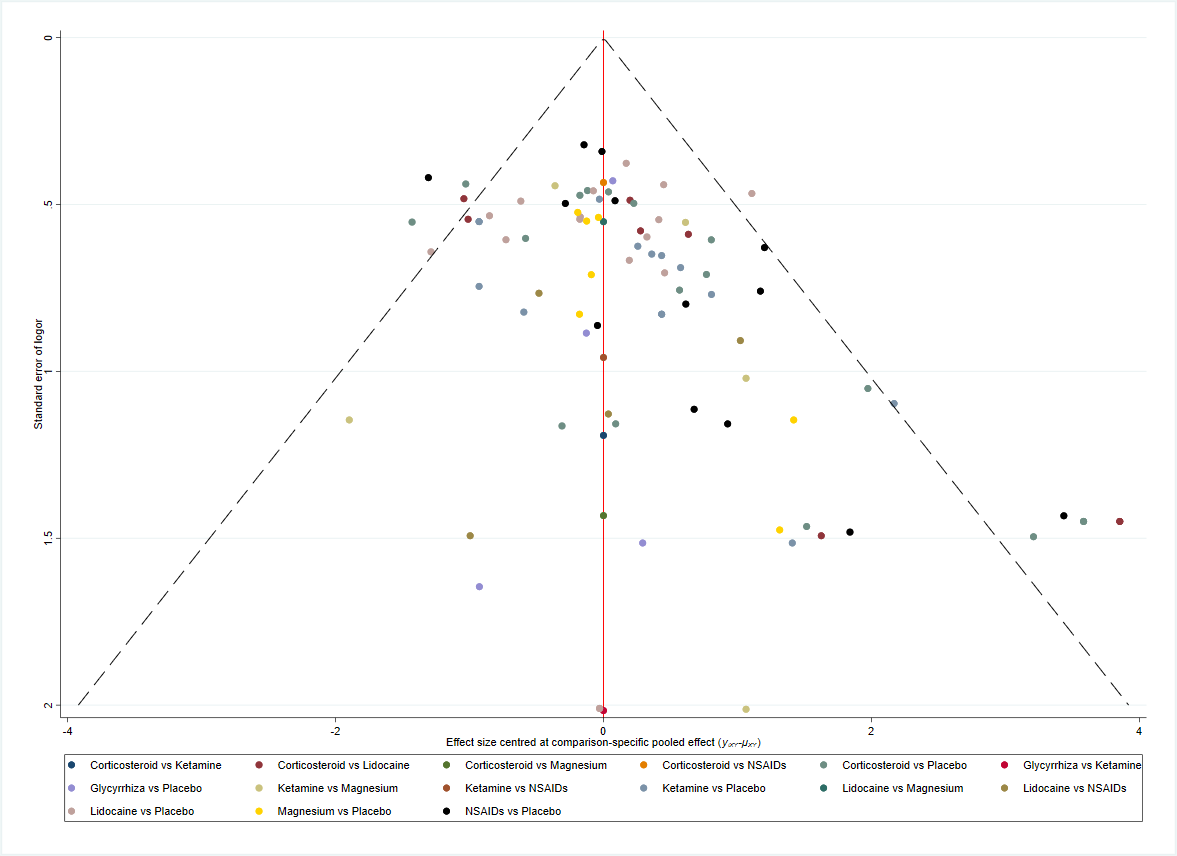 0
.5
1
1.5
2
Standard error of logor
-4 -2 0 2 4
Effect size centred at comparison-specific pooled effect (yᵢXY-μXY)
Corticosteroid vs Ketamine Corticosteroid vs Lidocaine Corticosteroid vs Magnesium Corticosteroid vs NSAIDs Corticosteroid vs Placebo Glycyrrhiza vs Ketamine
Glycyrrhiza vs Placebo Ketamine vs Magnesium Ketamine vs NSAIDs Ketamine vs Placebo Lidocaine vs Magnesium Lidocaine vs NSAIDs
Lidocaine vs Placebo Magnesium vs Placebo NSAIDs vs Placebo